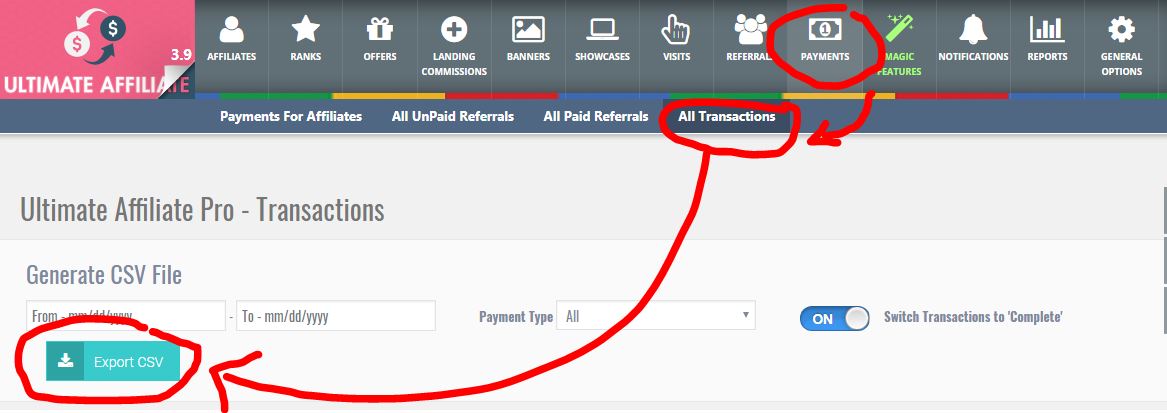 3.9
ULTIMATE AFFILIATE
AFFILIATES
RANKS
OFFERS
LANDING COMMISSIONS
BANNERS
SHOWCASES
VISITS
REFERRAL
PAYMENTS
MAGIC FEATURES
NOTIFICATIONS
REPORTS
GENERAL OPTIONS
Payments For Affiliates All UnPaid Referrals All Paid Referrals All Transactions
Ultimate Affiliate Pro - Transactions
Generate CSV File
From - mm/dd/yyyy - To - mm/dd/yyyy Payment Type All ON Switch Transactions to 'Complete'
Export CSV